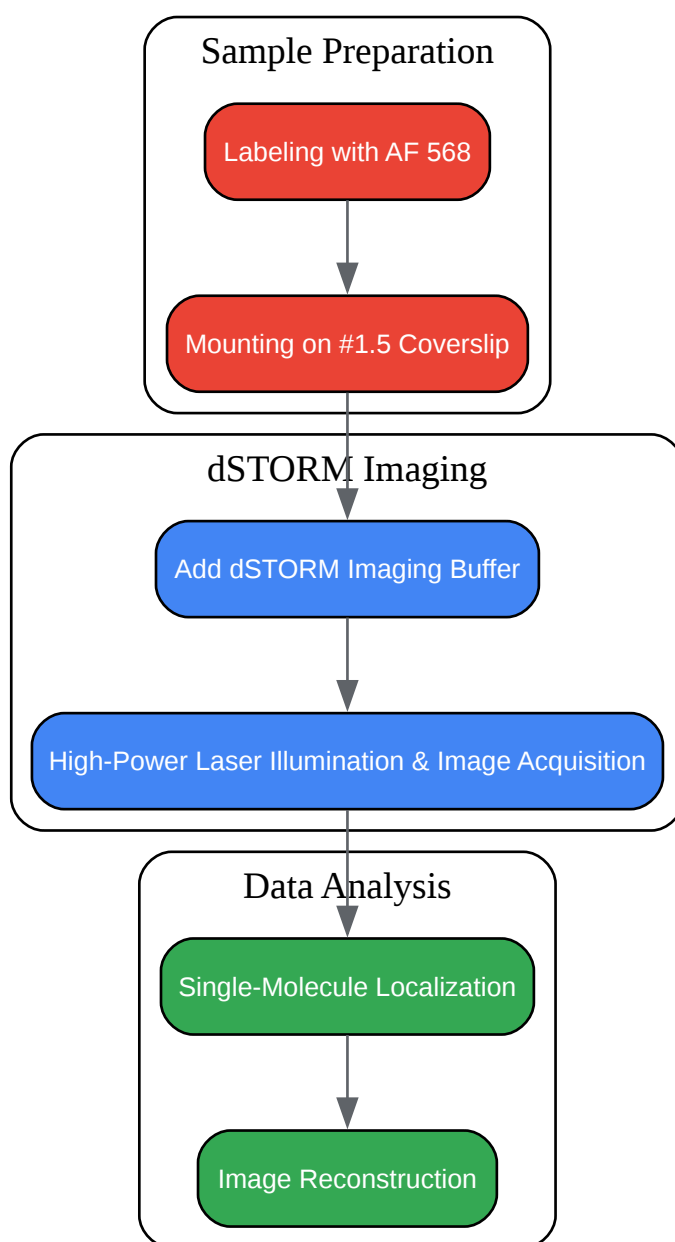 Sample Preparation
Labeling with AF 568
Mounting on #1.5 Coverslip
dSTORM Imaging
Add dSTORM Imaging Buffer
High-Power Laser Illumination & Image Acquisition
Data Analysis
Single-Molecule Localization
Image Reconstruction